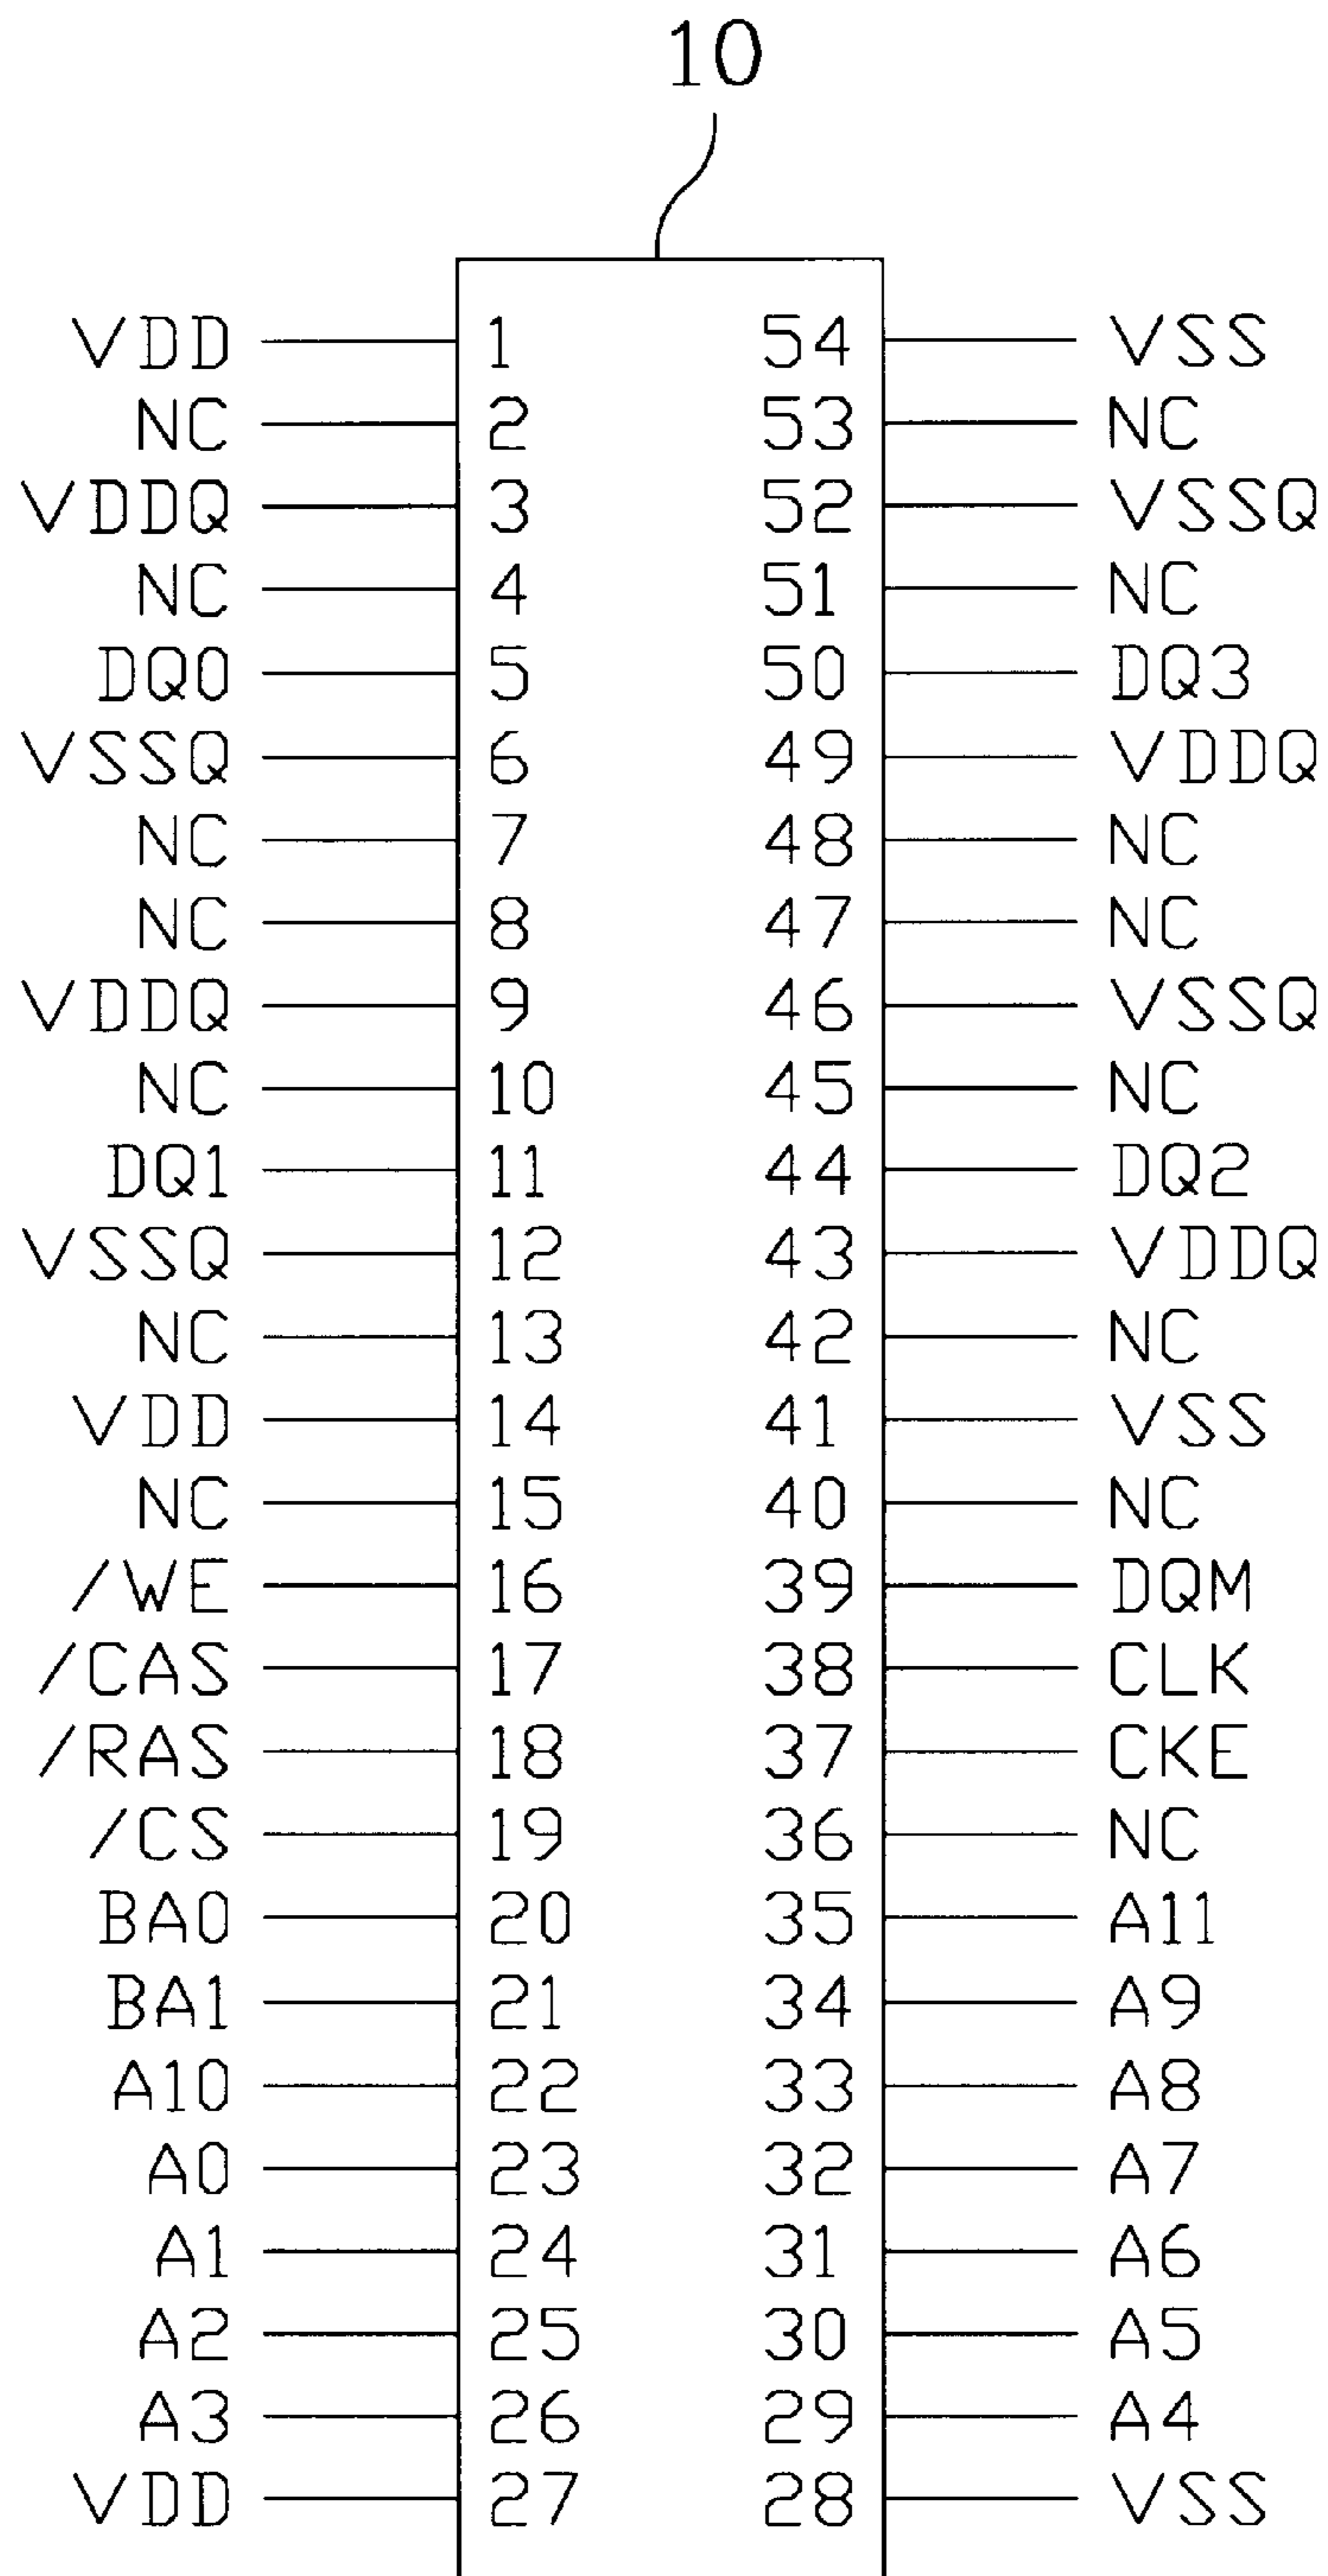 10
VDD 1 54 VSS
NC 2 53 NC
VDDQ 3 52 VSSQ
NC 4 51 NC
DQ0 5 50 DQ3
VSSQ 6 49 VDDQ
NC 7 48 NC
NC 8 47 NC
VDDQ 9 46 VSSQ
NC 10 45 NC
DQ1 11 44 DQ2
VSSQ 12 43 VDDQ
NC 13 42 NC
VDD 14 41 VSS
NC 15 40 NC
/WE 16 39 DQM
/CAS 17 38 CLK
/RAS 18 37 CKE
/CS 19 36 NC
BA0 20 35 A11
BA1 21 34 A9
A10 22 33 A8
A0 23 32 A7
A1 24 31 A6
A2 25 30 A5
A3 26 29 A4
VDD 27 28 VSS